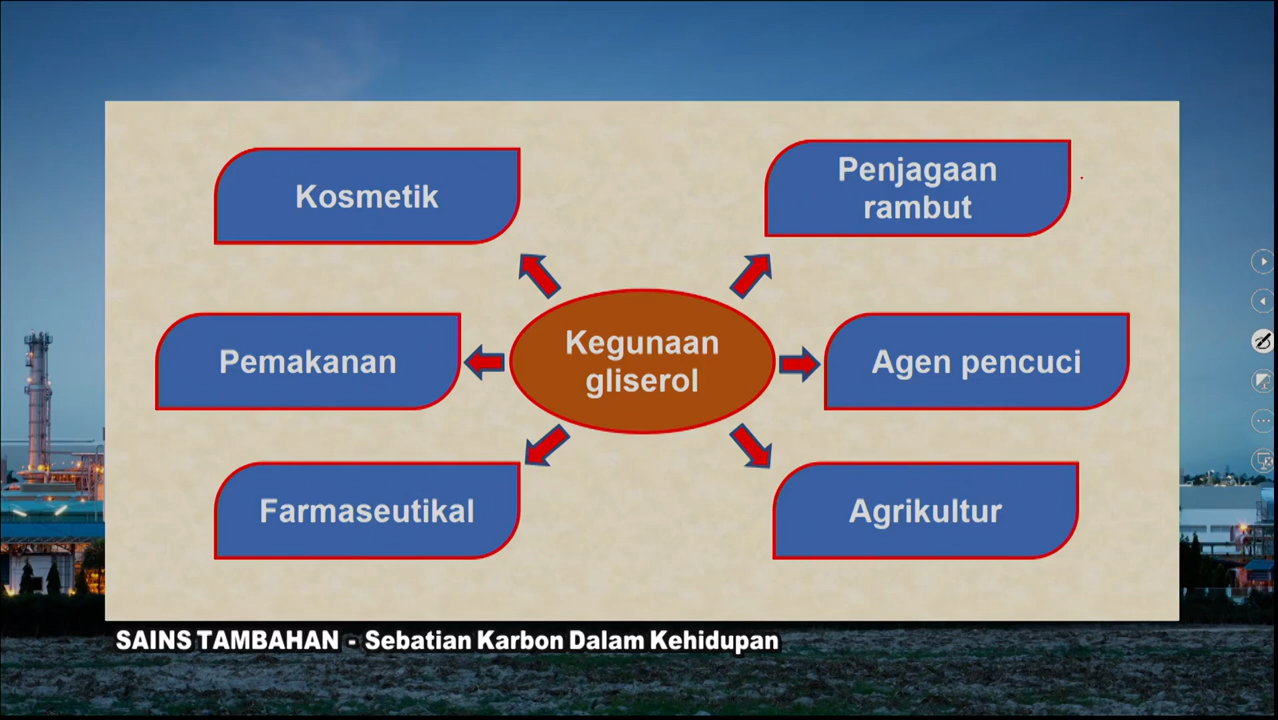 Kosmetik
Penjagaan
rambut
Pemakanan
Kegunaan
gliserol
Agen pencuci
Farmaseutikal
Agrikultur
SAINS TAMBAHAN - Sebatian Karbon Dalam Kehidupan